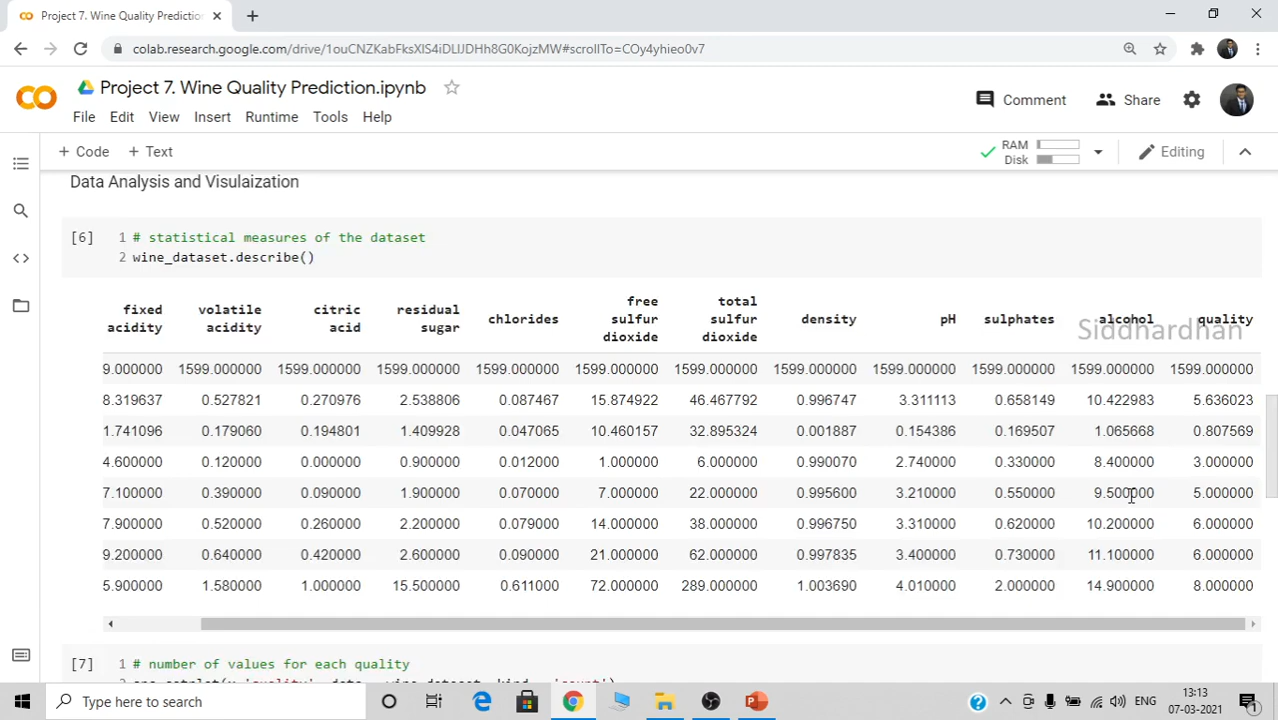 Project 7. Wine Quality Prediction
colab.research.google.com/drive/1ouCNZKabFksXlS4iDLIJDHh8G0KojzMW#scrollTo=COy4yhieo0v7
Project 7. Wine Quality Prediction.ipynb
Comment
Share
File Edit View Insert Runtime Tools Help
+ Code + Text
RAM
Disk
Editing
Data Analysis and Visulaization
[6] 1 # statistical measures of the dataset
2 wine_dataset.describe()
fixed acidity volatile acidity citric acid residual sugar chlorides free sulfur dioxide total sulfur dioxide density pH sulphates alcohol quality
Siddhardhan
9.000000 1599.000000 1599.000000 1599.000000 1599.000000 1599.000000 1599.000000 1599.000000 1599.000000 1599.000000 1599.000000 1599.000000
8.319637 0.527821 0.270976 2.538806 0.087467 15.874922 46.467792 0.996747 3.311113 0.658149 10.422983 5.636023
1.741096 0.179060 0.194801 1.409928 0.047065 10.460157 32.895324 0.001887 0.154386 0.169507 1.065668 0.807569
4.600000 0.120000 0.000000 0.900000 0.012000 1.000000 6.000000 0.990070 2.740000 0.330000 8.400000 3.000000
7.100000 0.390000 0.090000 1.900000 0.070000 7.000000 22.000000 0.995600 3.210000 0.550000 9.500000 5.000000
7.900000 0.520000 0.260000 2.200000 0.079000 14.000000 38.000000 0.996750 3.310000 0.620000 10.200000 6.000000
9.200000 0.640000 0.420000 2.600000 0.090000 21.000000 62.000000 0.997835 3.400000 0.730000 11.100000 6.000000
5.900000 1.580000 1.000000 15.500000 0.611000 72.000000 289.000000 1.003690 4.010000 2.000000 14.900000 8.000000
[7] 1 # number of values for each quality
Type here to search
ENG
13:13
07-03-2021